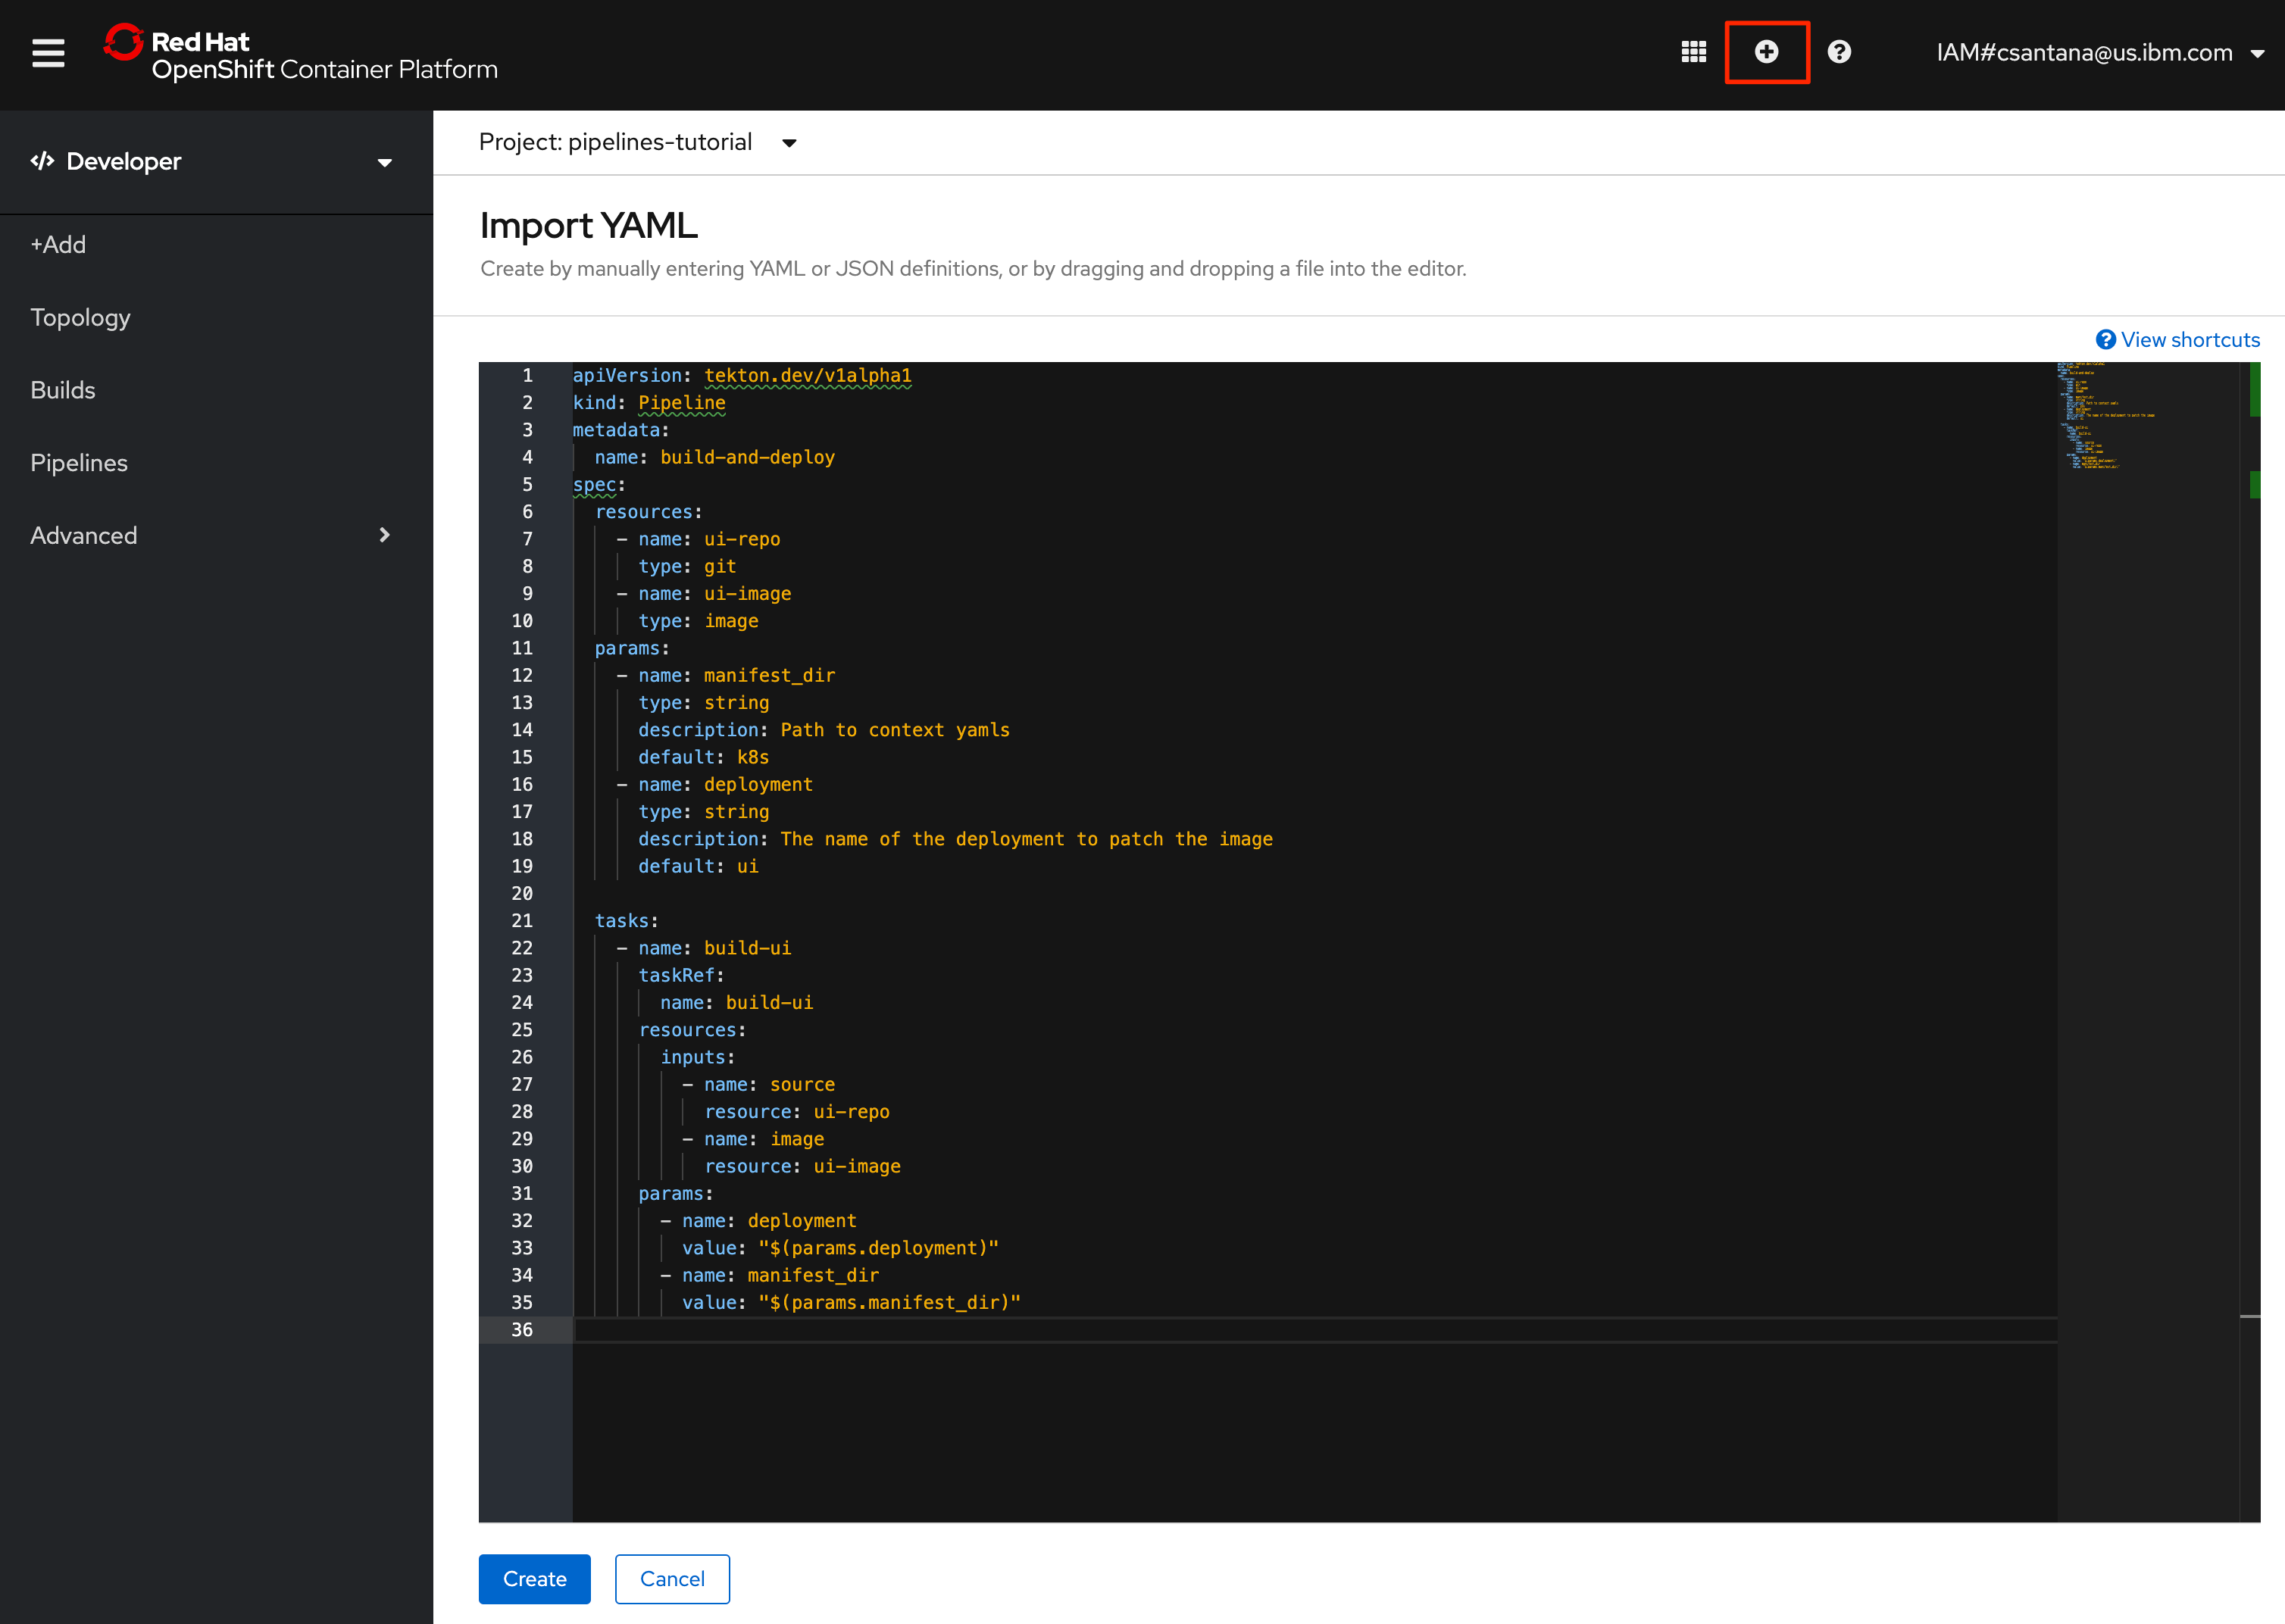 Red Hat
OpenShift Container Platform
IAM#csantana@us.ibm.com
Developer
+Add
Topology
Builds
Pipelines
Advanced
Project: pipelines-tutorial
Import YAML
Create by manually entering YAML or JSON definitions, or by dragging and dropping a file into the editor.
View shortcuts
1 apiVersion: tekton.dev/v1alpha1
2 kind: Pipeline
3 metadata:
4   name: build-and-deploy
5 spec:
6   resources:
7     - name: ui-repo
8       type: git
9     - name: ui-image
10       type: image
11   params:
12     - name: manifest_dir
13       type: string
14       description: Path to context yamls
15       default: k8s
16     - name: deployment
17       type: string
18       description: The name of the deployment to patch the image
19       default: ui
20
21   tasks:
22     - name: build-ui
23       taskRef:
24         name: build-ui
25       resources:
26         inputs:
27           - name: source
28             resource: ui-repo
29           - name: image
30             resource: ui-image
31       params:
32         - name: deployment
33           value: "$(params.deployment)"
34         - name: manifest_dir
35           value: "$(params.manifest_dir)"
36
Create
Cancel